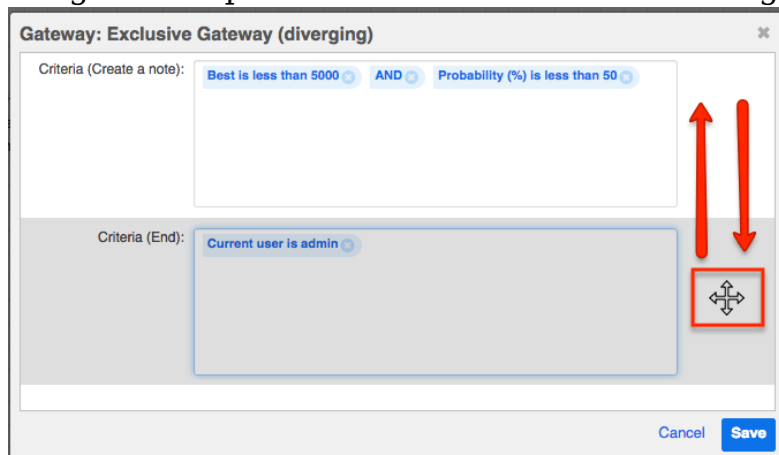 Gateway: Exclusive Gateway (diverging)
Criteria (Create a note): Best is less than 5000 AND Probability (%) is less than 50
Criteria (End): Current user is admin
Cancel Save